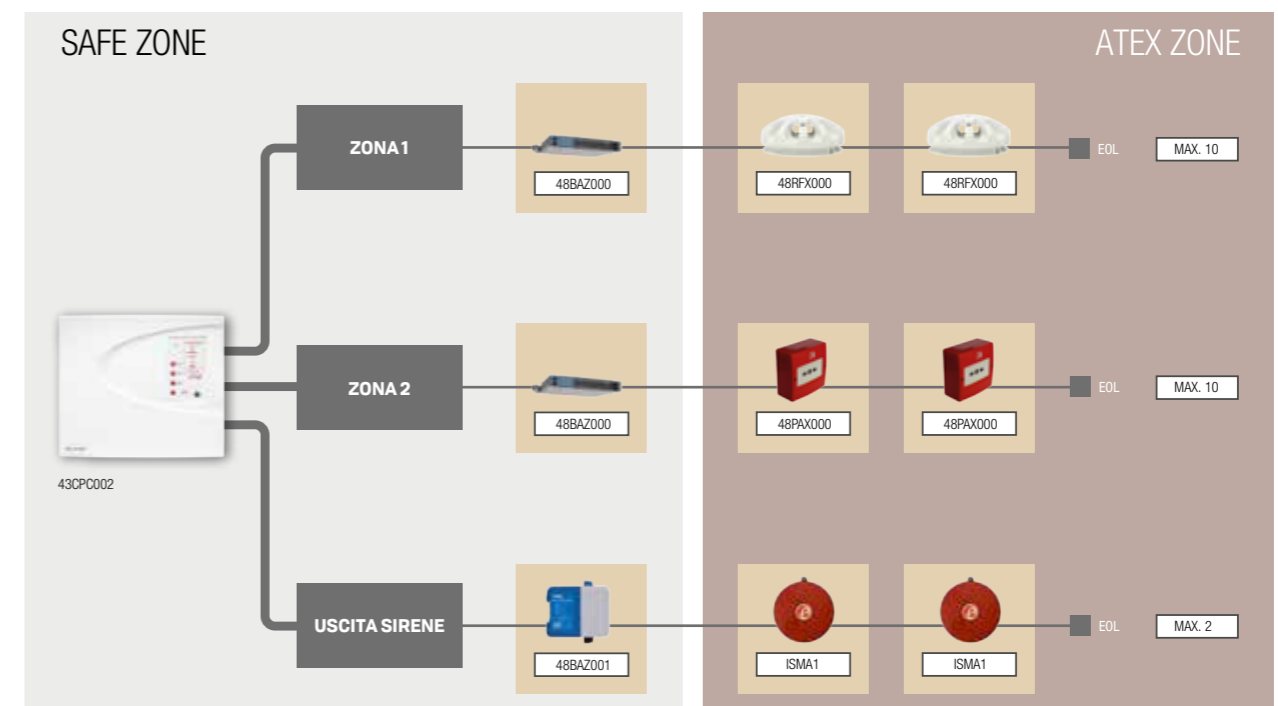 SAFE ZONE
ATEX ZONE
ZONA 1
48BAZ000
48RFX000
48RFX000
EOL
MAX. 10
ZONA 2
48BAZ000
48PAX000
48PAX000
EOL
MAX. 10
43CPC002
USCITA SIRENE
48BAZ001
ISMA1
ISMA1
EOL
MAX. 2